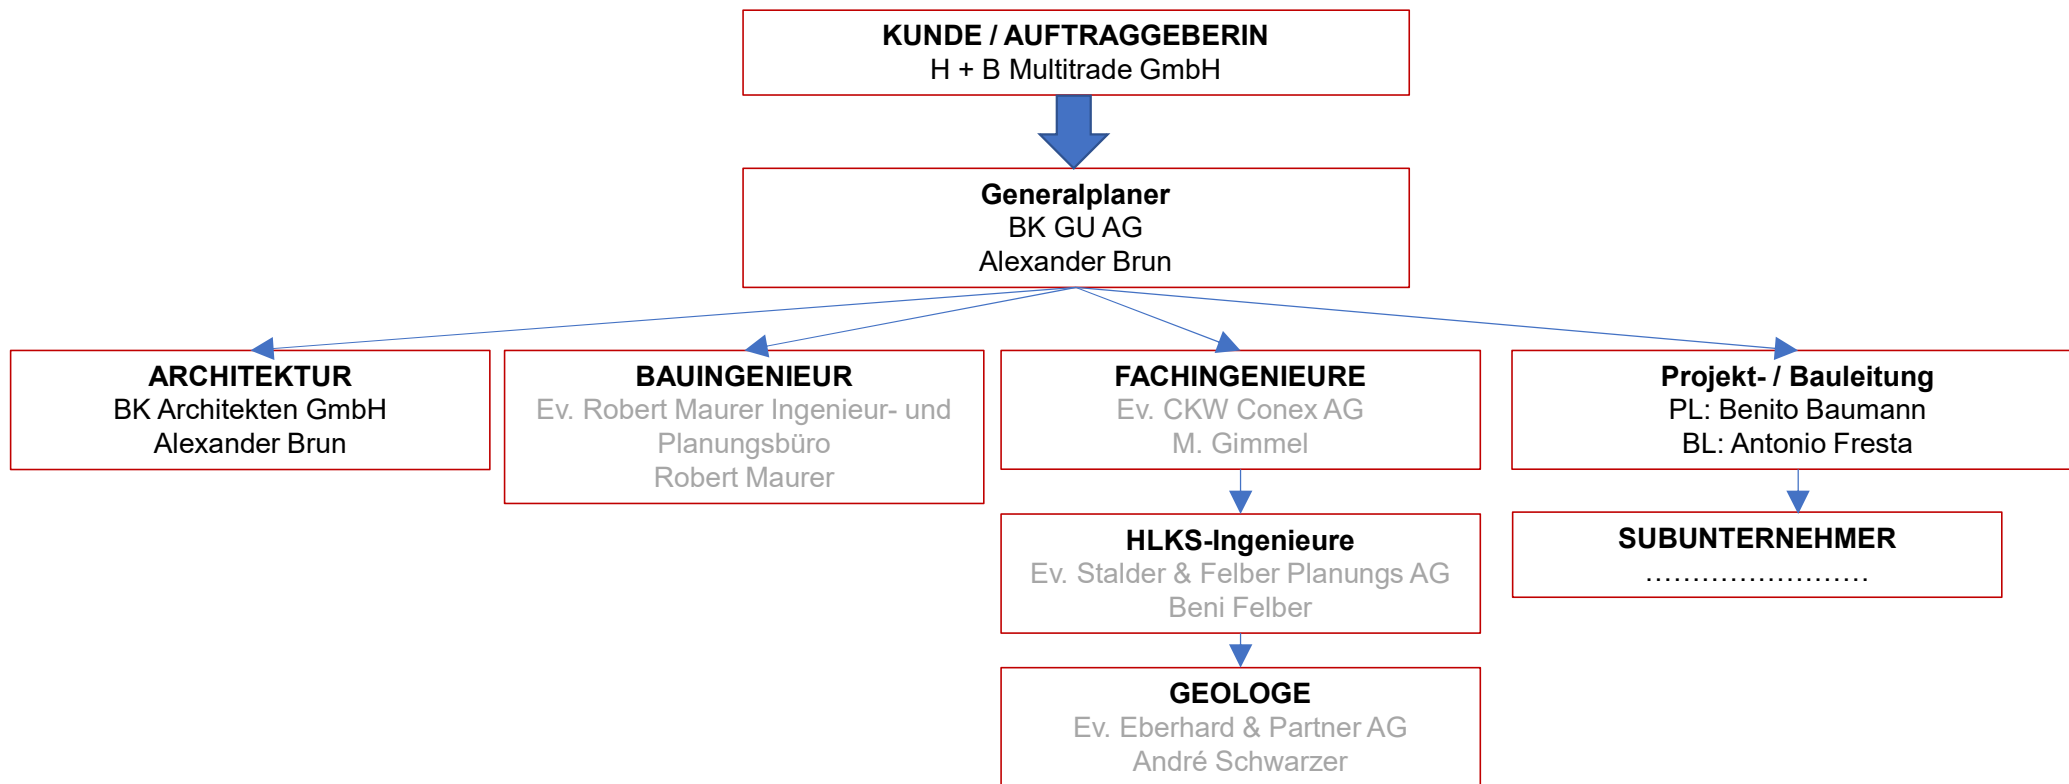 KUNDE / AUFTRAGGEBERIN
H + B Multitrade GmbH
Generalplaner
BK GU AG
Alexander Brun
ARCHITEKTUR
BK Architekten GmbH
Alexander Brun
BAUINGENIEUR
Ev. Robert Maurer Ingenieur- und
Planungsbüro
Robert Maurer
FACHINGENIEURE
Ev. CKW Conex AG
M. Gimmel
Projekt- / Bauleitung
PL: Benito Baumann
BL: Antonio Fresta
HLKS-Ingenieure
Ev. Stalder & Felber Planungs AG
Beni Felber
SUBUNTERNEHMER
........................
GEOLOGE
Ev. Eberhard & Partner AG
André Schwarzer